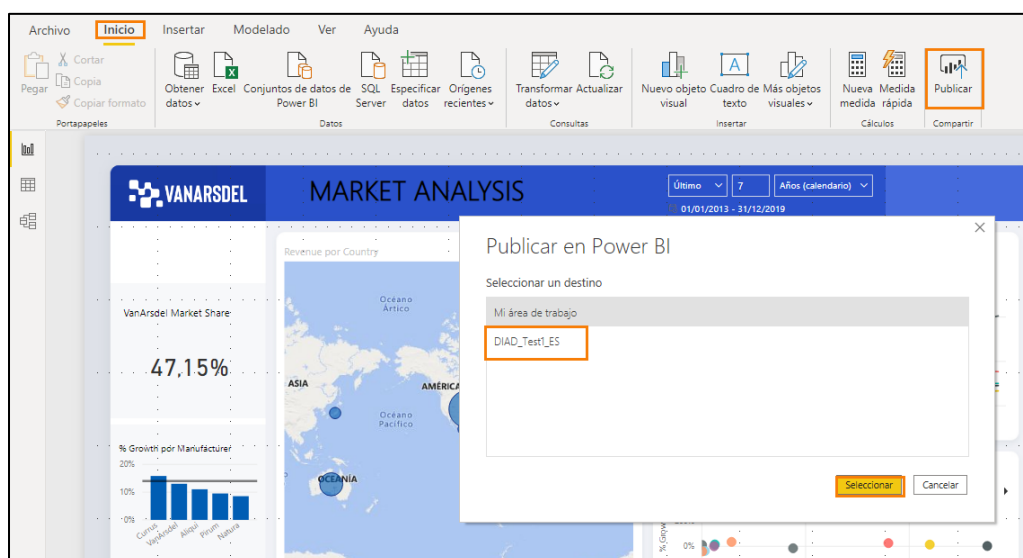 Archivo Inicio Insertar Modelado Ver Ayuda
Pegar
Cortar
Copia
Copiar formato
Portapapeles
Obtener datos
Excel
Conjuntos de datos de Power BI
SQL Server
Especificar datos
Orígenes recientes
Datos
Transformar datos
Actualizar
Consultas
Nuevo objeto visual
A
Cuadro de texto
Más objetos visuales
Insertar
Nueva medida
Medida rápida
Cálculos
Publicar
Compartir
VANARSDEL
MARKET ANALYSIS
Último 7 Años (calendario)
01/01/2013 - 31/12/2019
Revenue por Country
Océano
Ártico
ASIA
AMÉRICA
Océano
Pacífico
OCEANÍA
VanArsdel Market Share
47,15%
% Growth por Manufacturer
20%
10%
0%
Currus
VanArsdel
Aliqui
Pirum
Natura
Publicar en Power BI
Seleccionar un destino
Mi área de trabajo
DIAD_Test1_ES
Seleccionar Cancelar
0%